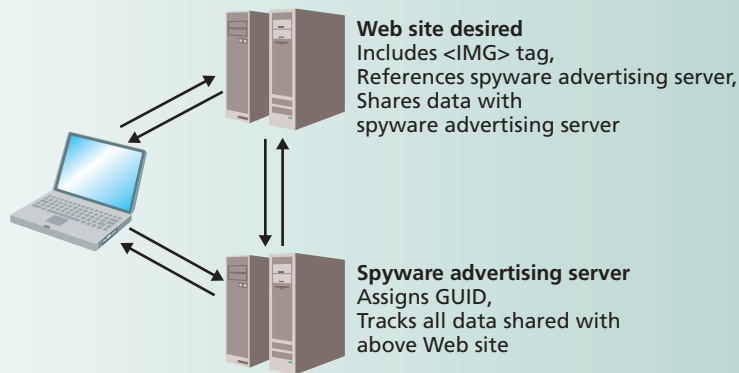 Web site desired
Includes <IMG> tag,
References spyware advertising server,
Shares data with
spyware advertising server
Spyware advertising server
Assigns GUID,
Tracks all data shared with
above Web site